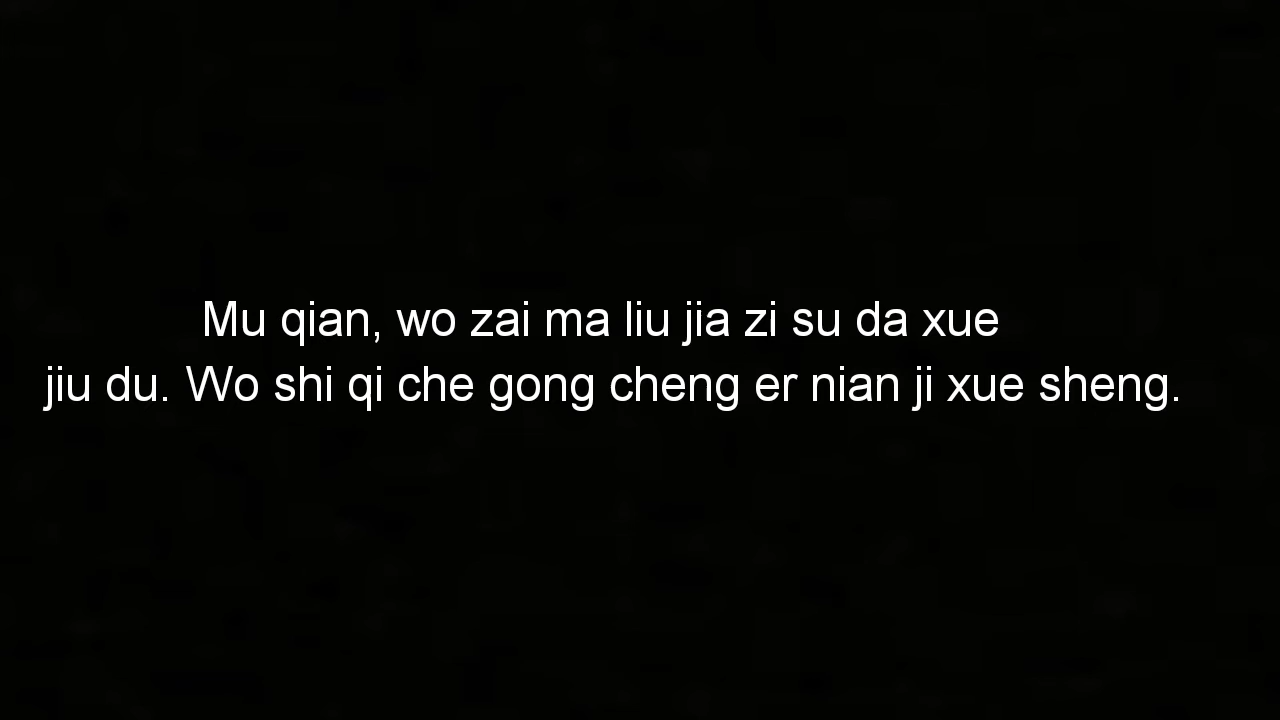 Mu qian, wo zai ma liu jia zi su da xue
jiu du. Wo shi qi che gong cheng er nian ji xue sheng.